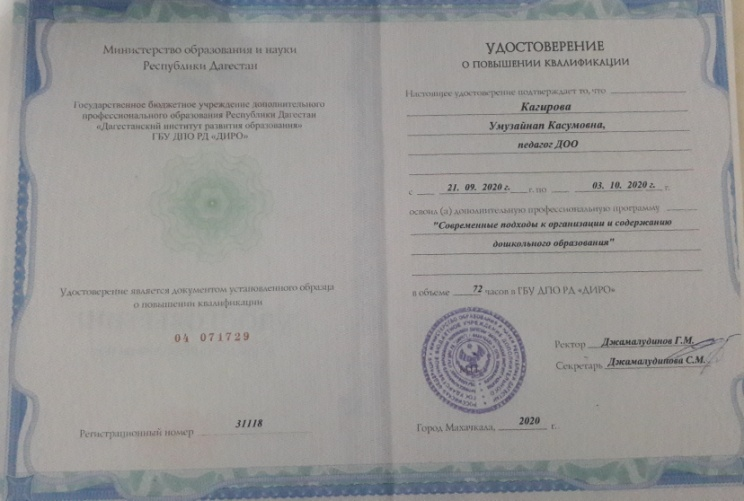 Министерство образования и науки
Республики Дагестан
Государственное бюджетное учреждение дополнительного
профессионального образования Республики Дагестан
«Дагестанский институт развития образования»
ГБУ ДПО РД «ДИРО»
Удостоверение является документом установленного образца
о повышении квалификации
04 071729
Регистрационный номер 31118
УДОСТОВЕРЕНИЕ
О ПОВЫШЕНИИ КВАЛИФИКАЦИИ
Настоящее удостоверение подтверждает то, что
Кагирова
Умузайнап Касумовна,
педагог ДОО
с 21. 09. 2020 г. г. по 03. 10. 2020 г. г.
освоил (а) дополнительную профессиональную программу
"Современные подходы к организации и содержанию
дошкольного образования"
в объеме 72 часов в ГБУ ДПО РД «ДИРО»
Ректор Джамалудинов Г.М.
Секретарь Джамалудинова С.М.
Город Махачкала, 2020 г.